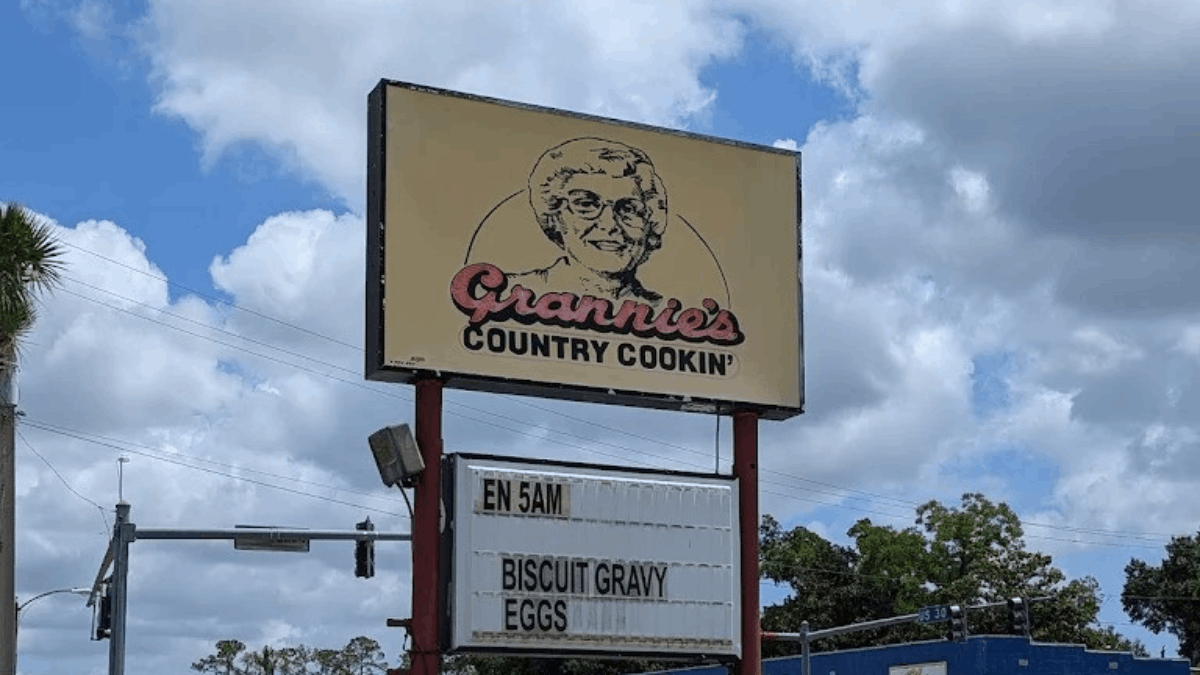 Grannie's
COUNTRY COOKIN'
EN 5AM
BISCUIT GRAVY
EGGS